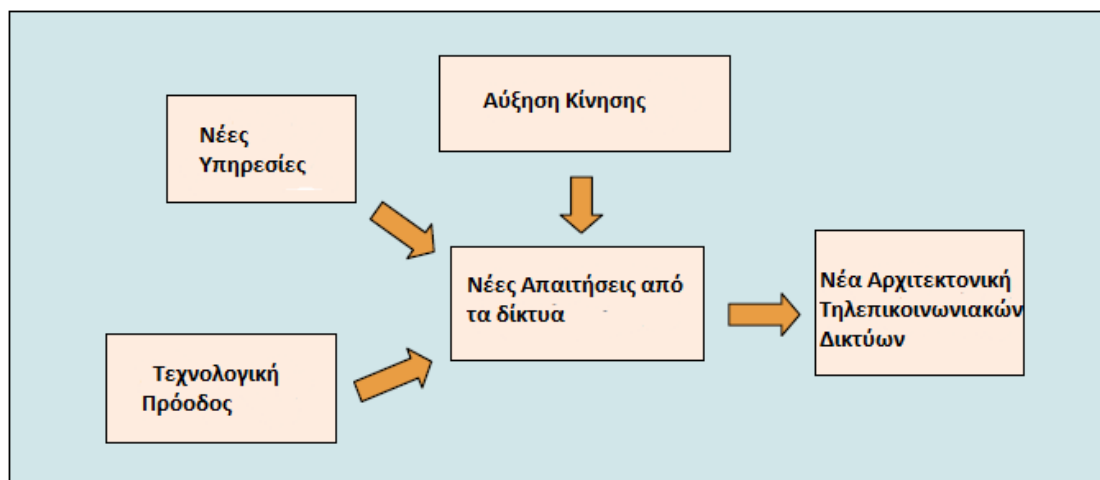 Αύξηση Κίνησης
Νέες
Υπηρεσίες
Νέες Απαιτήσεις από
τα δίκτυα
Νέα Αρχιτεκτονική
Τηλεπικοινωνιακών
Δικτύων
Τεχνολογική
Πρόοδος